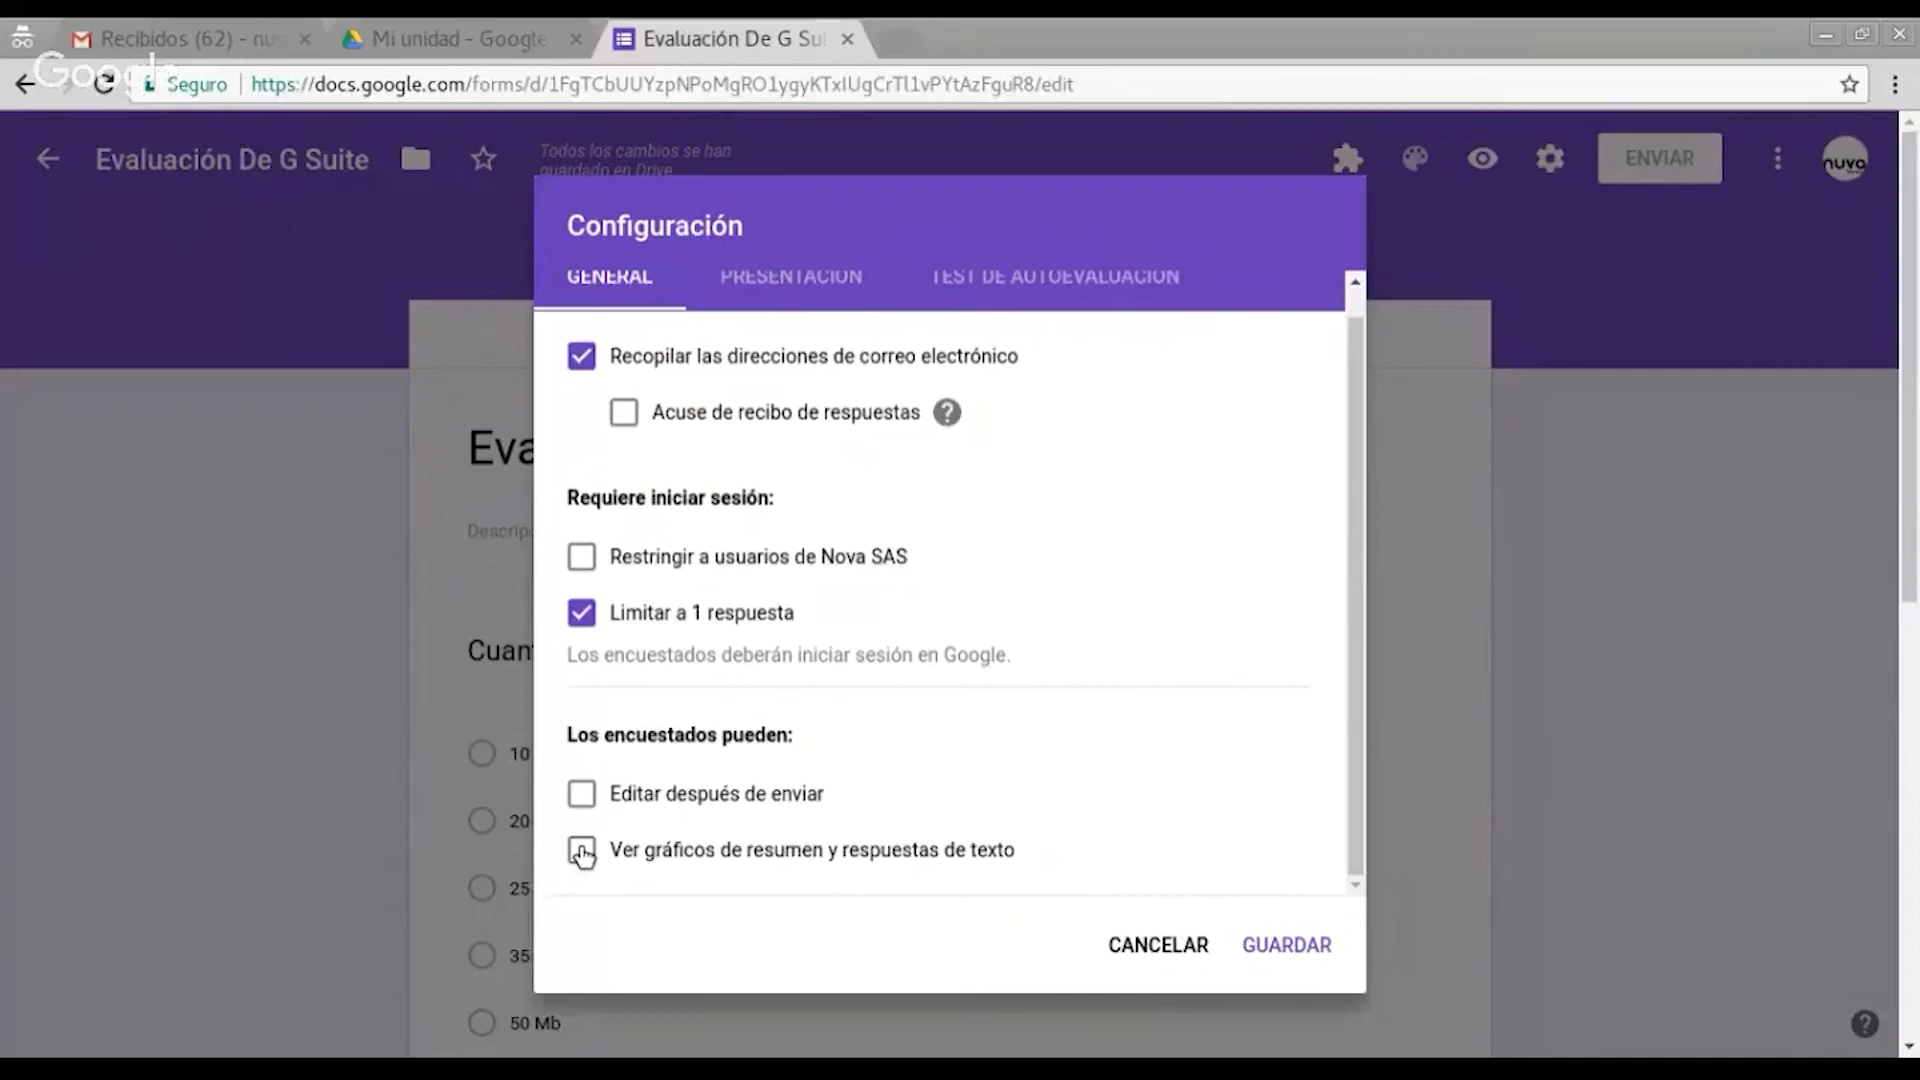 Recibidos (62) - nu
Mi unidad - Google
Evaluación De G Su
Google
Seguro
https://docs.google.com/forms/d/1FgTCbUUYzpNPoMgRO1ygyKTxIUgCrTl1vPYtAzFguR8/edit
Evaluación De G Suite
Todos los cambios se han
guardado en Drive
ENVIAR
nuva
Configuración
GENERAL
PRESENTACIÓN
TEST DE AUTOEVALUACIÓN
Recopilar las direcciones de correo electrónico
Acuse de recibo de respuestas
Eva
Requiere iniciar sesión:
Descrip
Restringir a usuarios de Nova SAS
Limitar a 1 respuesta
Cuan
Los encuestados deberán iniciar sesión en Google.
Los encuestados pueden:
10
Editar después de enviar
20
Ver gráficos de resumen y respuestas de texto
25
CANCELAR
GUARDAR
35
50 Mb